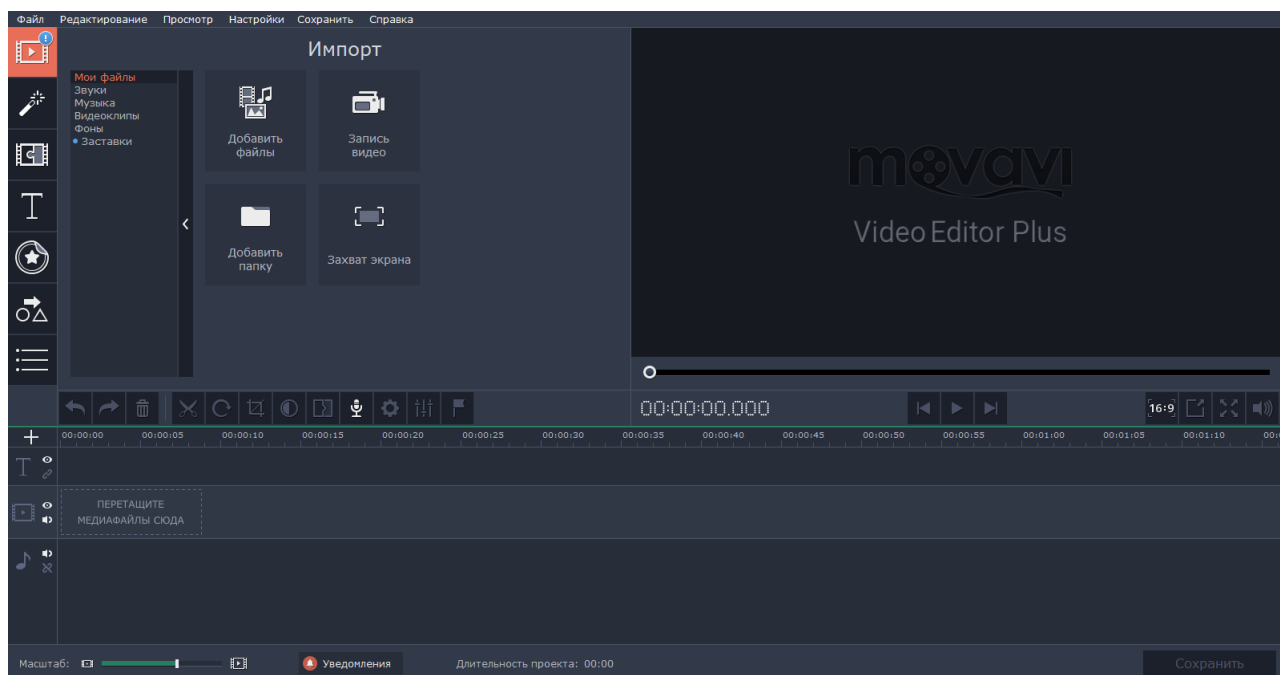 Файл Редактирование Просмотр Настройки Сохранить Справка
Импорт
Мои файлы
Звуки
Музыка
Видеоклипы
Фоны
Заставки
Добавить
файлы
Запись
видео
Добавить
папку
Захват экрана
movavi
Video Editor Plus
00:00:00.000
16:9
00:00:00 00:00:05 00:00:10 00:00:15 00:00:20 00:00:25 00:00:30 00:00:35 00:00:40 00:00:45 00:00:50 00:00:55 00:01:00 00:01:05 00:01:10 00:
ПЕРЕТАЩИТЕ
МЕДИАФАЙЛЫ СЮДА
Масштаб: Уведомления Длительность проекта: 00:00 Сохранить